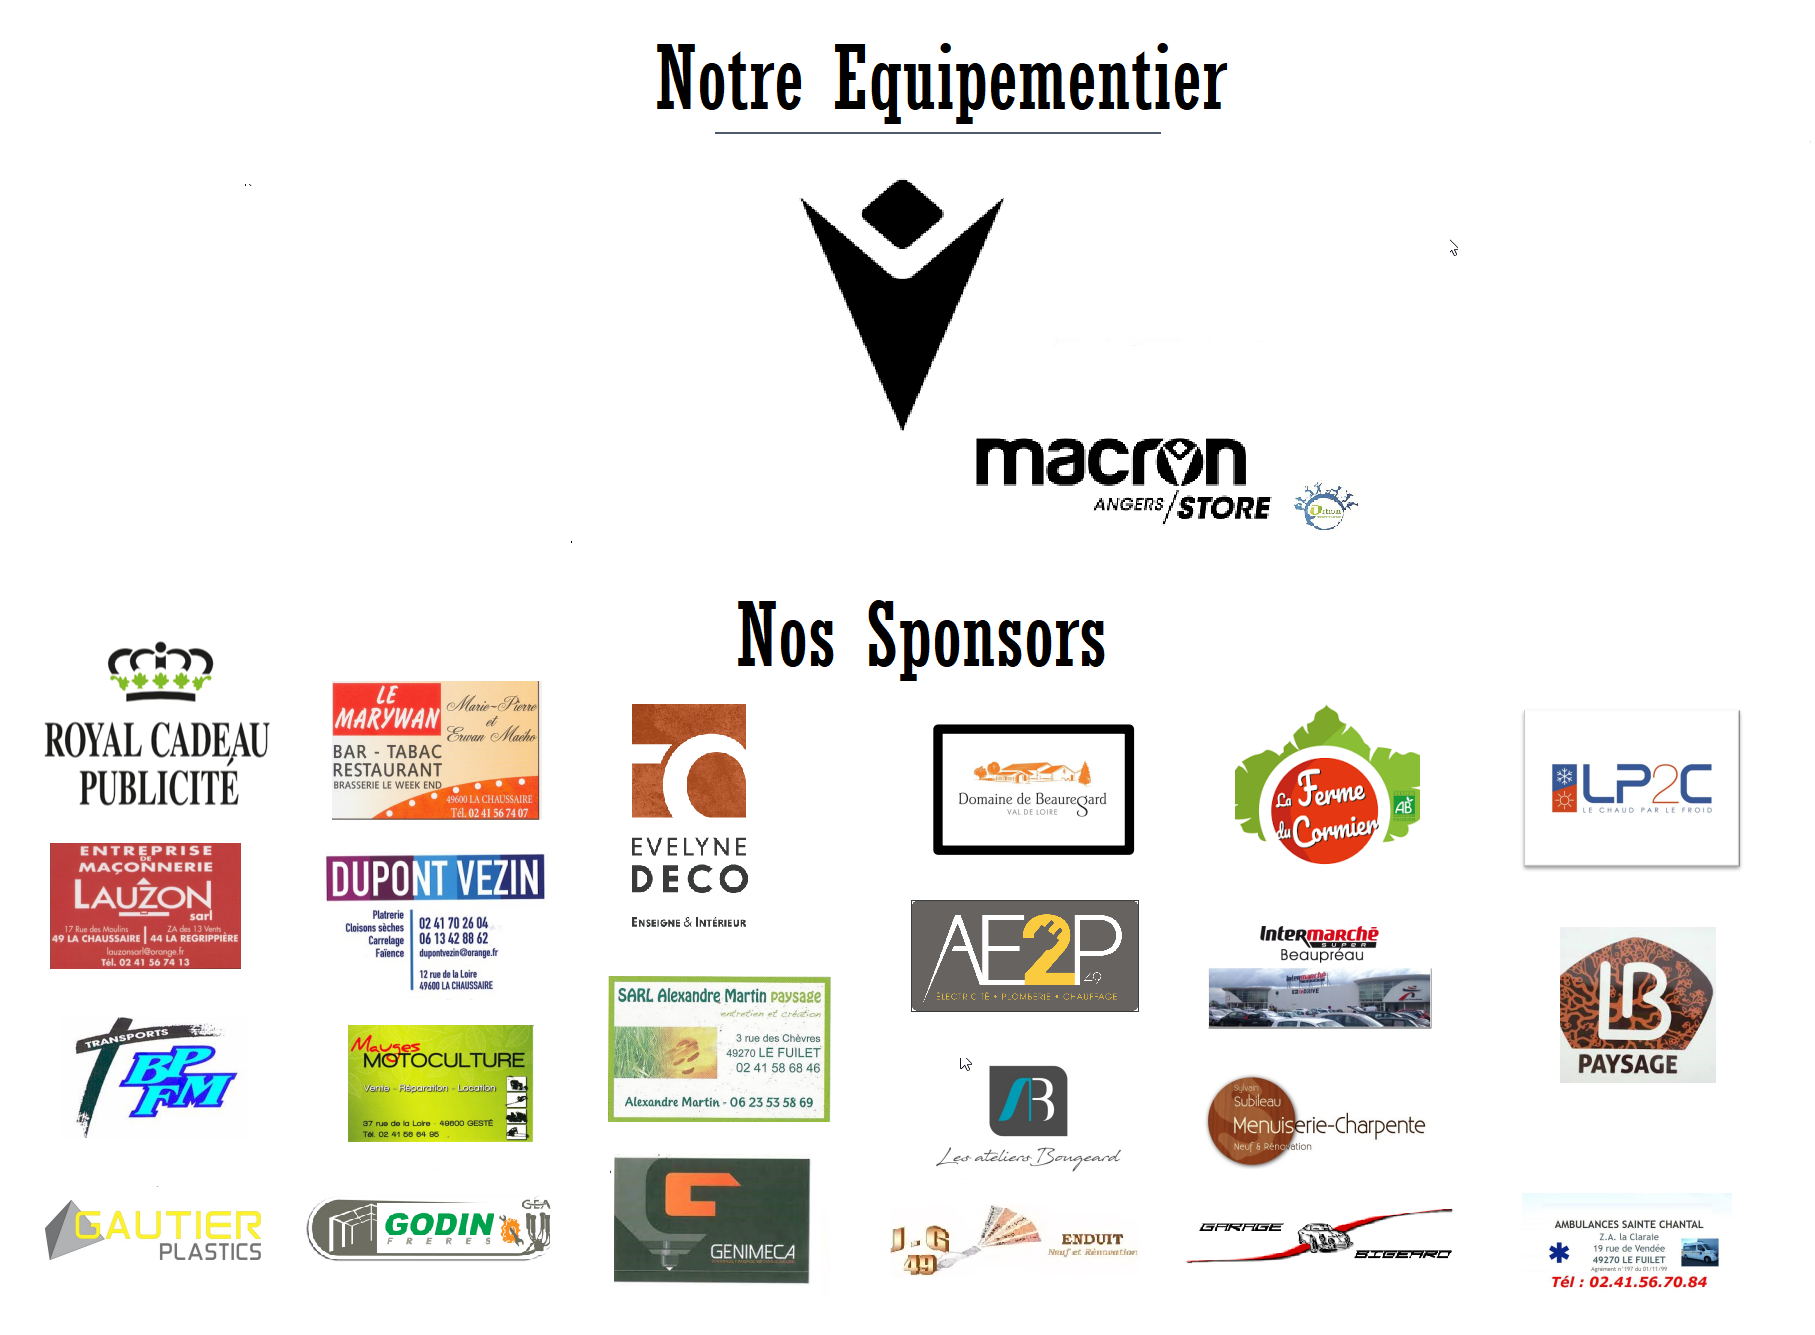 Notre Equipementier
macron
ANGERS/STORE
Nos Sponsors
ROYAL CADEAU
PUBLICITÉ
LE
MARYWAN
Marie-Pierre
et
Erwan Macho
BAR - TABAC
RESTAURANT
BRASSERIE LE WEEK END
49600 LA CHAUSSAIRE
Tél. 02 41 56 74 07
EVELYNE
DECO
ENSEIGNE & INTÉRIEUR
Domaine de Beauregard
VAL DE LOIRE
La Ferme
du Cormier
AB
LP2C
LE CHAUD PAR LE FROID
ENTREPRISE
DE
MAÇONNERIE
LAUZON
sarl
17 Rue des Moulins
49 LA CHAUSSAIRE
ZA des 13 Vents
44 LA REGRIPPIÈRE
lauzonsarl@orange.fr
Tél. 02 41 56 74 13
DUPONT VEZIN
Platrerie
Cloisons sèches
Carrelage
Faïence
02 41 70 26 04
06 13 42 88 62
dupontvezin@orange.fr
12 rue de la Loire
49600 LA CHAUSSAIRE
AE2P
49
ÉLECTRICITÉ • PLOMBERIE • CHAUFFAGE
Intermarchē
SUPER
Beaupréau
LB
PAYSAGE
TRANSPORTS
BP
FM
Mauges
MOTOCULTURE
Vente - Réparation - Location
37 rue de la Loire - 49600 GESTÉ
Tél. 02 41 56 64 95
SARL Alexandre Martin paysage
entretien et création
3 rue des Chèvres
49270 LE FUILET
02 41 58 68 46
Alexandre Martin - 06 23 53 58 69
AB
Les ateliers Bougeard
Sylvain
Subileau
Menuiserie-Charpente
Neuf & Rénovation
GAUTIER
PLASTICS
GODIN
FRERES
GEA
GENIMECA
J-G
49
ENDUIT
Neuf et Rénovation
GARAGE
BIGEARD
AMBULANCES SAINTE CHANTAL
Z.A. la Claraie
19 rue de Vendée
49270 LE FUILET
Agrément n°197 du 01/11/99
Tél : 02.41.56.70.84